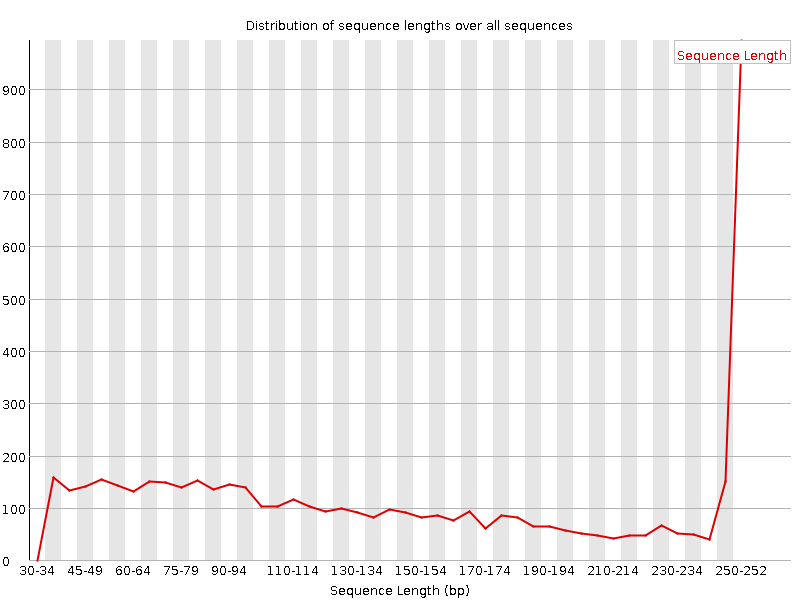 Distribution of sequence lengths over all sequences
Sequence Length
900
800
700
600
500
400
300
200
100
0
30-34 45-49 60-64 75-79 90-94 110-114 130-134 150-154 170-174 190-194 210-214 230-234 250-252
Sequence Length (bp)